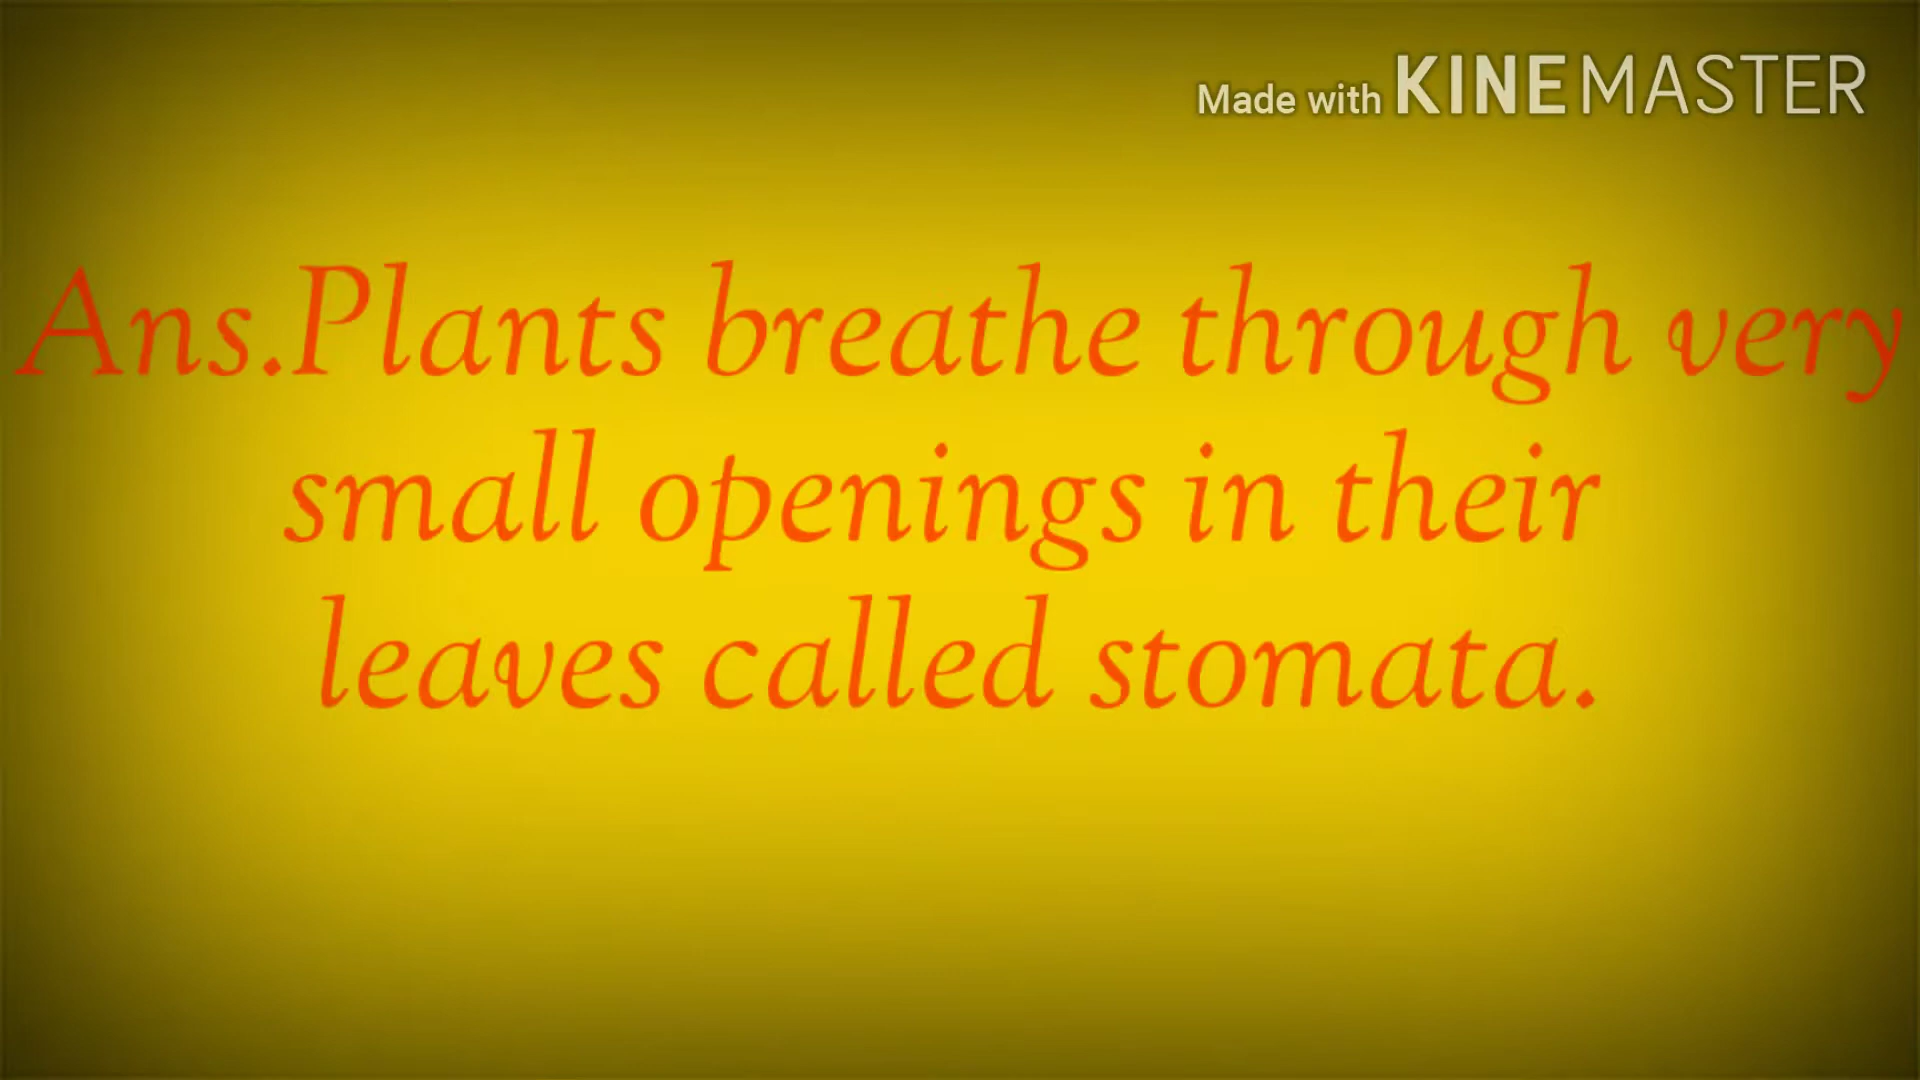 Made with KINEMASTER
Ans.Plants breathe through very
small openings in their
leaves called stomata.